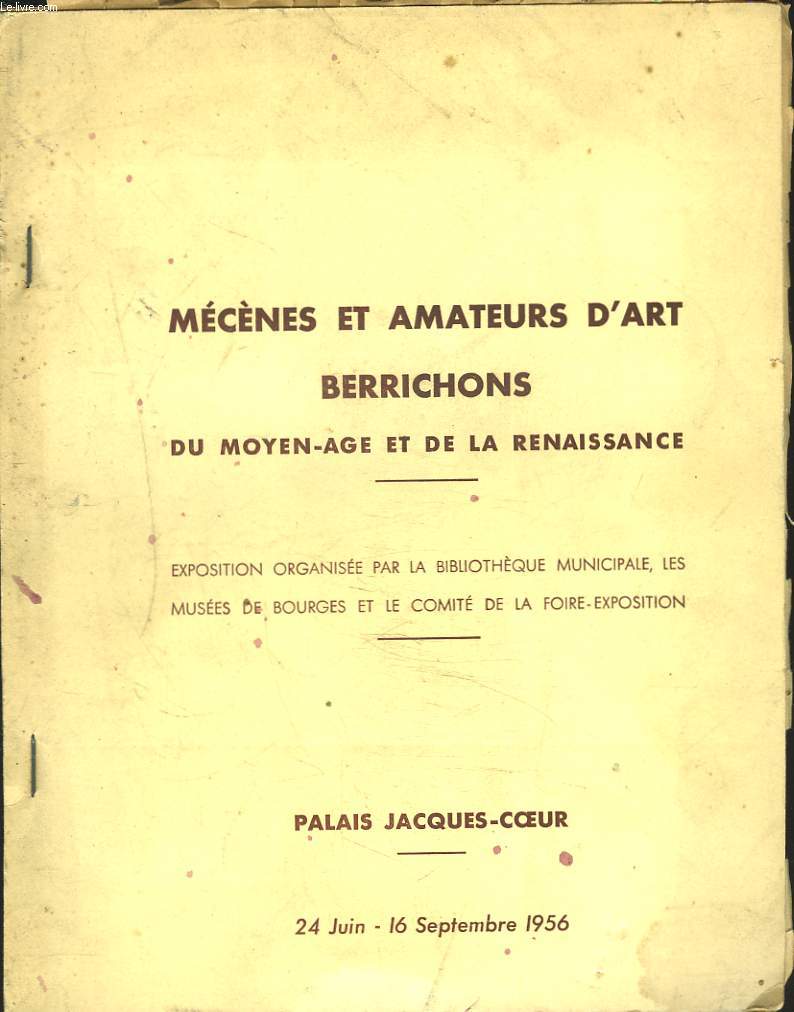 Le-livre.com
MÉCÈNES ET AMATEURS D'ART
BERRICHONS
DU MOYEN-AGE ET DE LA RENAISSANCE
EXPOSITION ORGANISÉE PAR LA BIBLIOTHÈQUE MUNICIPALE, LES
MUSÉES DE BOURGES ET LE COMITÉ DE LA FOIRE-EXPOSITION
PALAIS JACQUES-CŒUR
24 Juin - 16 Septembre 1956